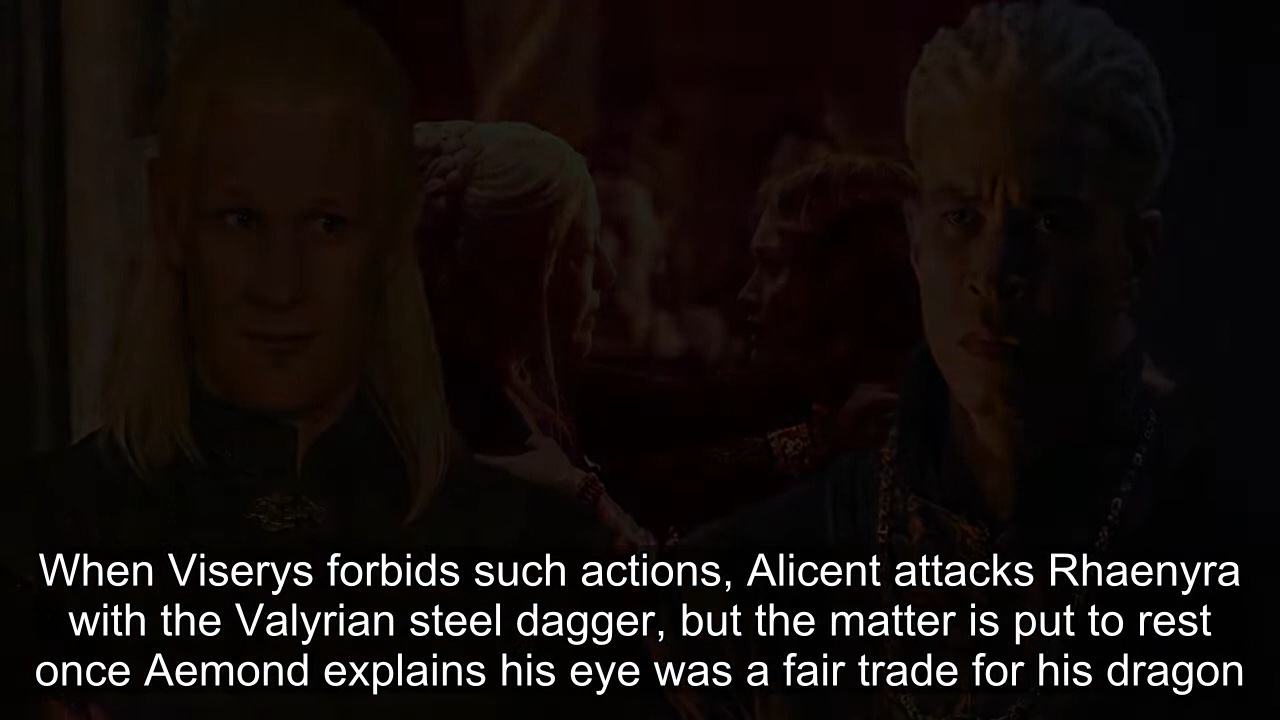 When Viserys forbids such actions, Alicent attacks Rhaenyra
with the Valyrian steel dagger, but the matter is put to rest
once Aemond explains his eye was a fair trade for his dragon